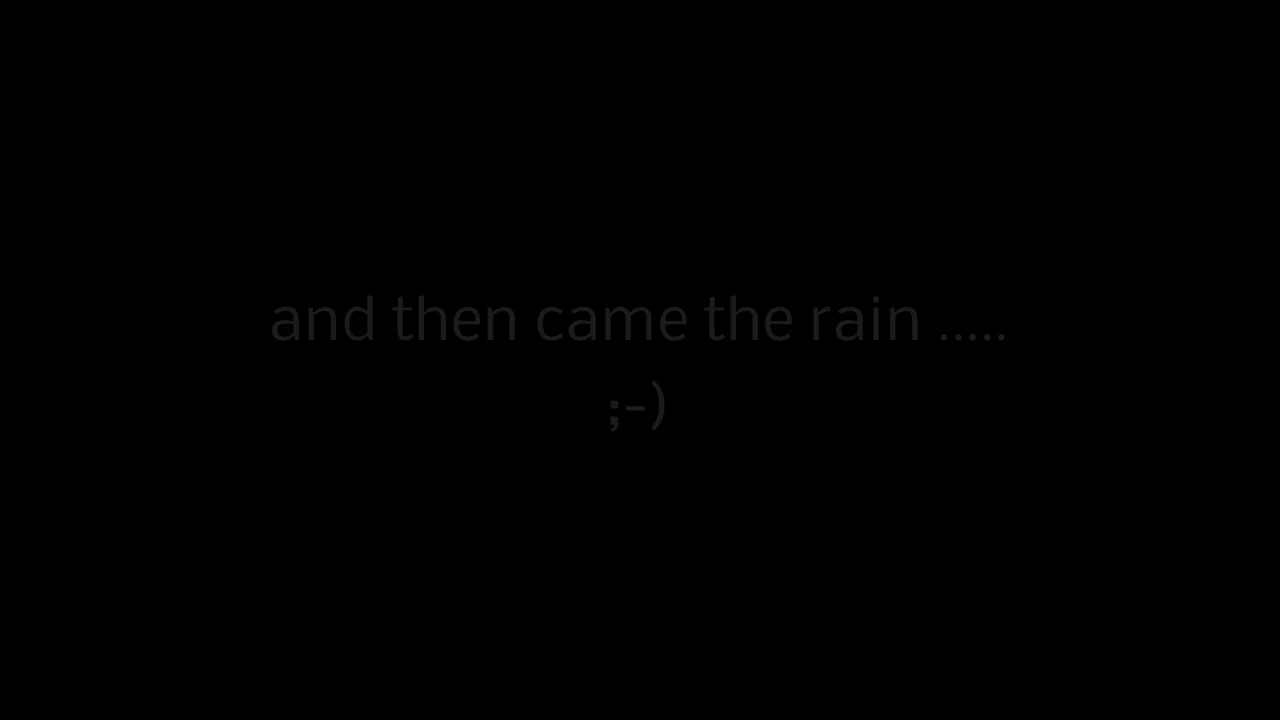 and then came the rain .....
;-)